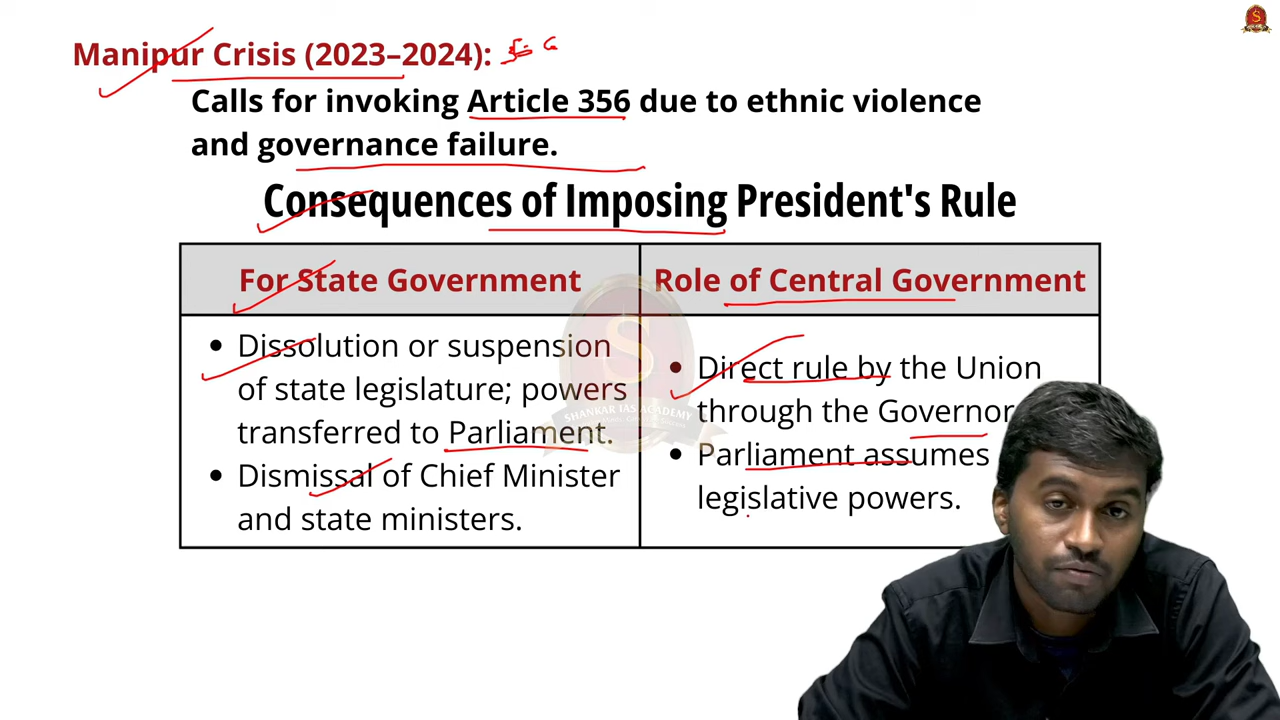 Manipur Crisis (2023–2024):
Calls for invoking Article 356 due to ethnic violence
and governance failure.
Consequences of Imposing President's Rule
For State Government
Role of Central Government
• Dissolution or suspension
of state legislature; powers
transferred to Parliament.
• Dismissal of Chief Minister
and state ministers.
• Direct rule by the Union
through the Governor
• Parliament assumes
legislative powers.
S
SHANKAR IAS ACADEMY